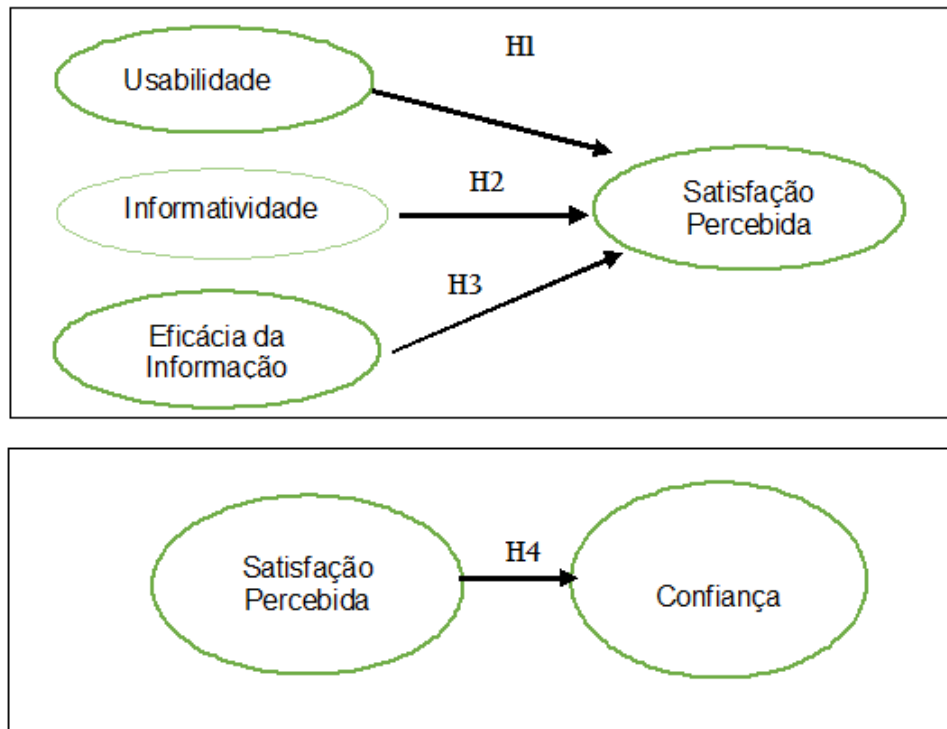 H1
Usabilidade
H2
Informatividade
Satisfação
Percebida
H3
Eficácia da
Informação
H4
Satisfação
Percebida
Confiança